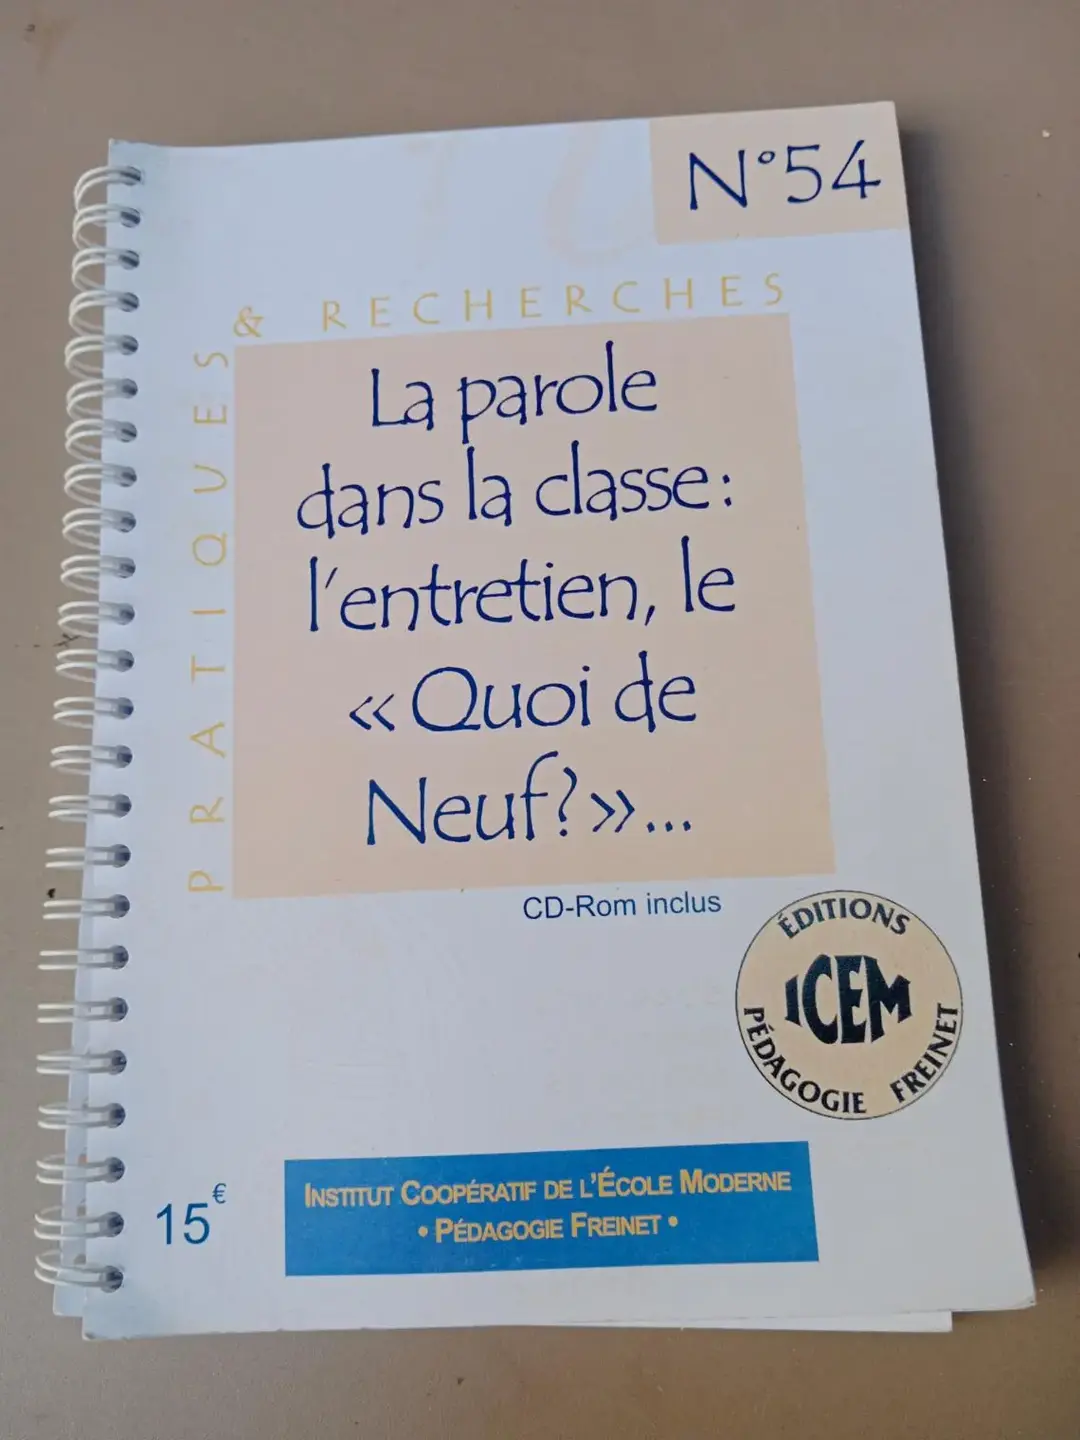 N°54
PRATIQUES
& RECHERCHES
La parole
dans la classe:
l'entretien, le
« Quoi de
Neuf?»...
CD-Rom inclus
ÉDITIONS
ICEM
PÉDAGOGIE FREINET
15€
INSTITUT COOPÉRATIF DE L'ÉCOLE MODERNE
• PÉDAGOGIE FREINET •